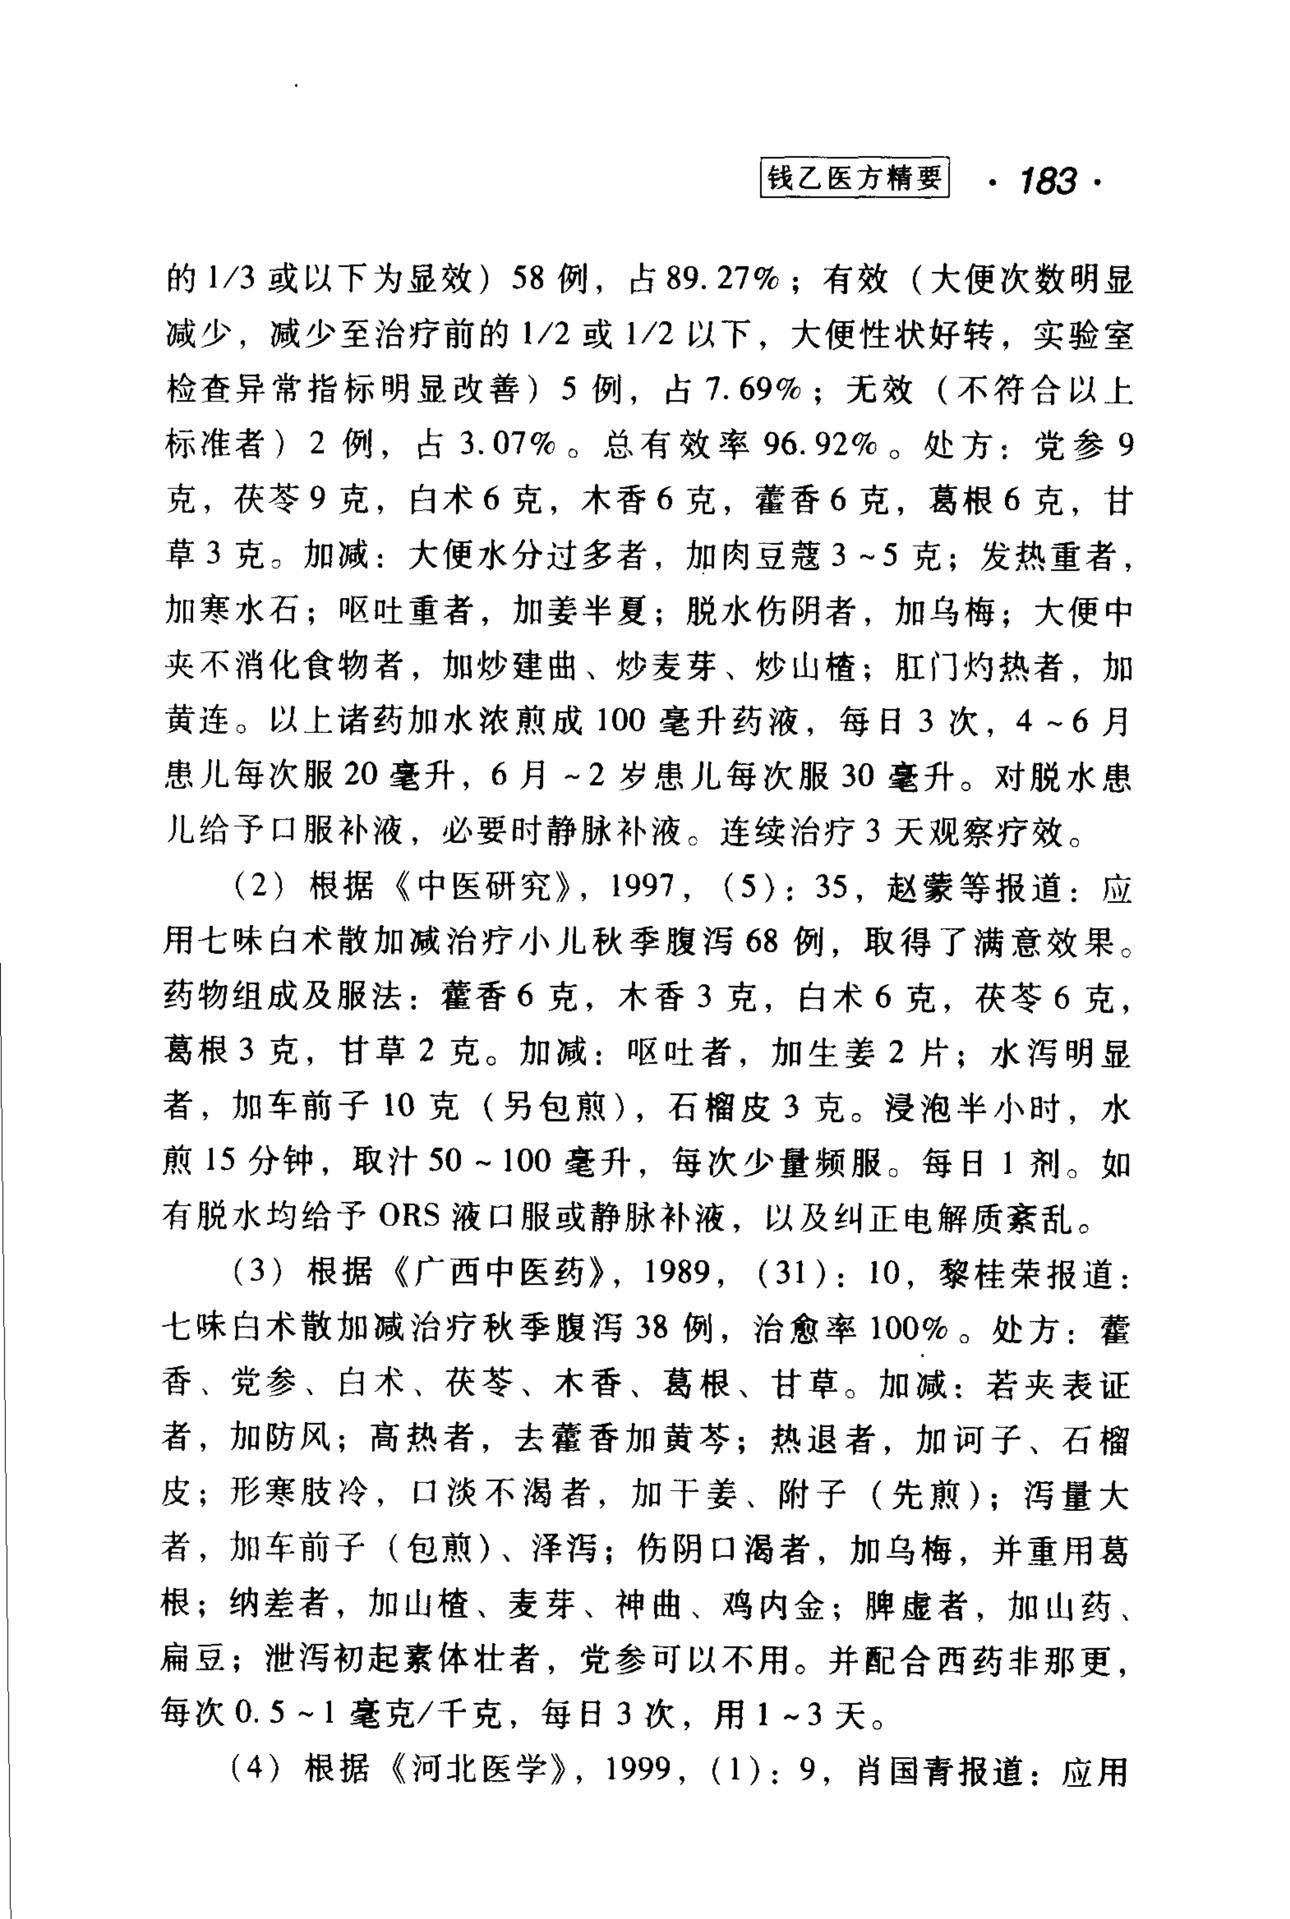 钱乙医方精要 · 183 ·
的 1/3 或以下为显效）58 例，占 89.27%；有效（大便次数明显
减少，减少至治疗前的 1/2 或 1/2 以下，大便性状好转，实验室
检查异常指标明显改善）5 例，占 7.69%；无效（不符合以上
标准者）2 例，占 3.07%。总有效率 96.92%。处方：党参 9
克，茯苓 9 克，白术 6 克，木香 6 克，藿香 6 克，葛根 6 克，甘
草 3 克。加减：大便水分过多者，加肉豆蔻 3～5 克；发热重者，
加寒水石；呕吐重者，加姜半夏；脱水伤阴者，加乌梅；大便中
夹不消化食物者，加炒建曲、炒麦芽、炒山楂；肛门灼热者，加
黄连。以上诸药加水浓煎成 100 毫升药液，每日 3 次，4～6 月
患儿每次服 20 毫升，6 月～2 岁患儿每次服 30 毫升。对脱水患
儿给予口服补液，必要时静脉补液。连续治疗 3 天观察疗效。
（2）根据《中医研究》，1997，（5）：35，赵蒙等报道：应
用七味白术散加减治疗小儿秋季腹泻 68 例，取得了满意效果。
药物组成及服法：藿香 6 克，木香 3 克，白术 6 克，茯苓 6 克，
葛根 3 克，甘草 2 克。加减：呕吐者，加生姜 2 片；水泻明显
者，加车前子 10 克（另包煎），石榴皮 3 克。浸泡半小时，水
煎 15 分钟，取汁 50～100 毫升，每次少量频服。每日 1 剂。如
有脱水均给予 ORS 液口服或静脉补液，以及纠正电解质紊乱。
（3）根据《广西中医药》，1989，（31）：10，黎桂荣报道：
七味白术散加减治疗秋季腹泻 38 例，治愈率 100%。处方：藿
香、党参、白术、茯苓、木香、葛根、甘草。加减：若夹表证
者，加防风；高热者，去藿香加黄芩；热退者，加诃子、石榴
皮；形寒肢冷，口淡不渴者，加干姜、附子（先煎）；泻量大
者，加车前子（包煎）、泽泻；伤阴口渴者，加乌梅，并重用葛
根；纳差者，加山楂、麦芽、神曲、鸡内金；脾虚者，加山药、
扁豆；泄泻初起素体壮者，党参可以不用。并配合西药非那更，
每次 0.5～1 毫克/千克，每日 3 次，用 1～3 天。
（4）根据《河北医学》，1999，（1）：9，肖国青报道：应用